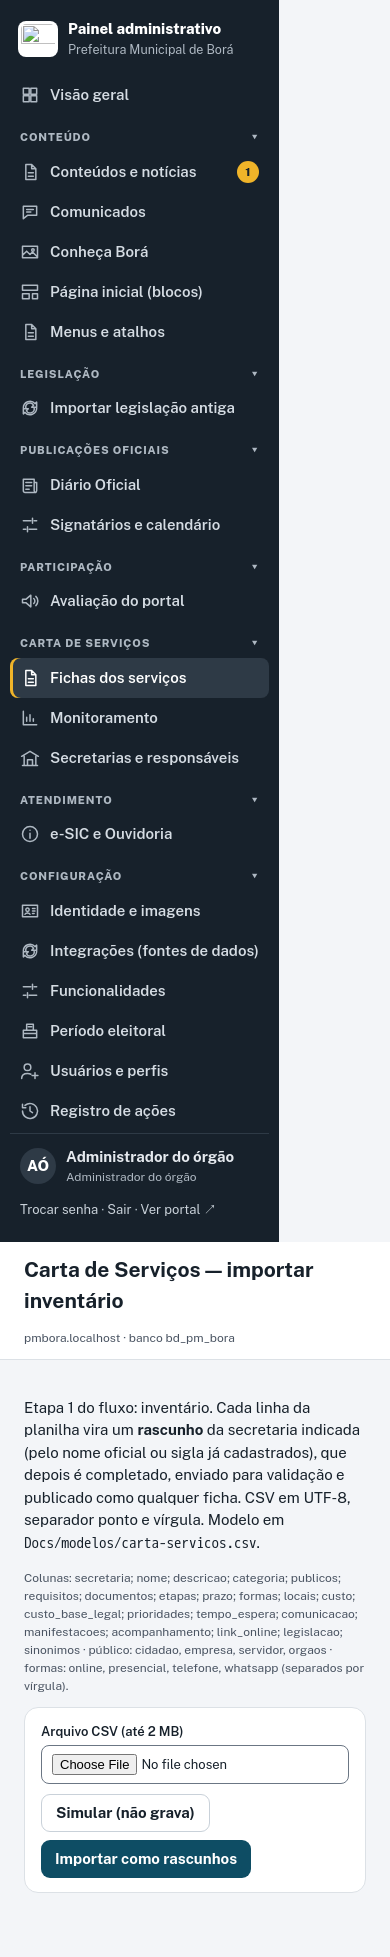 Painel administrativo
Prefeitura Municipal de Borá
Visão geral
CONTEÚDO ▾
Conteúdos e notícias 1
Comunicados
Conheça Borá
Página inicial (blocos)
Menus e atalhos
LEGISLAÇÃO ▾
Importar legislação antiga
PUBLICAÇÕES OFICIAIS ▾
Diário Oficial
Signatários e calendário
PARTICIPAÇÃO ▾
Avaliação do portal
CARTA DE SERVIÇOS ▾
Fichas dos serviços
Monitoramento
Secretarias e responsáveis
ATENDIMENTO ▾
e-SIC e Ouvidoria
CONFIGURAÇÃO ▾
Identidade e imagens
Integrações (fontes de dados)
Funcionalidades
Período eleitoral
Usuários e perfis
Registro de ações
AÓ
Administrador do órgão
Administrador do órgão
Trocar senha · Sair · Ver portal ↗
Carta de Serviços — importar
inventário
pmbora.localhost · banco bd_pm_bora
Etapa 1 do fluxo: inventário. Cada linha da
planilha vira um rascunho da secretaria indicada
(pelo nome oficial ou sigla já cadastrados), que
depois é completado, enviado para validação e
publicado como qualquer ficha. CSV em UTF-8,
separador ponto e vírgula. Modelo em
Docs/modelos/carta-servicos.csv.
Colunas: secretaria; nome; descricao; categoria; publicos;
requisitos; documentos; etapas; prazo; formas; locais; custo;
custo_base_legal; prioridades; tempo_espera; comunicacao;
manifestacoes; acompanhamento; link_online; legislacao;
sinonimos · público: cidadao, empresa, servidor, orgaos ·
formas: online, presencial, telefone, whatsapp (separados por
vírgula).
Arquivo CSV (até 2 MB)
Choose File No file chosen
Simular (não grava)
Importar como rascunhos